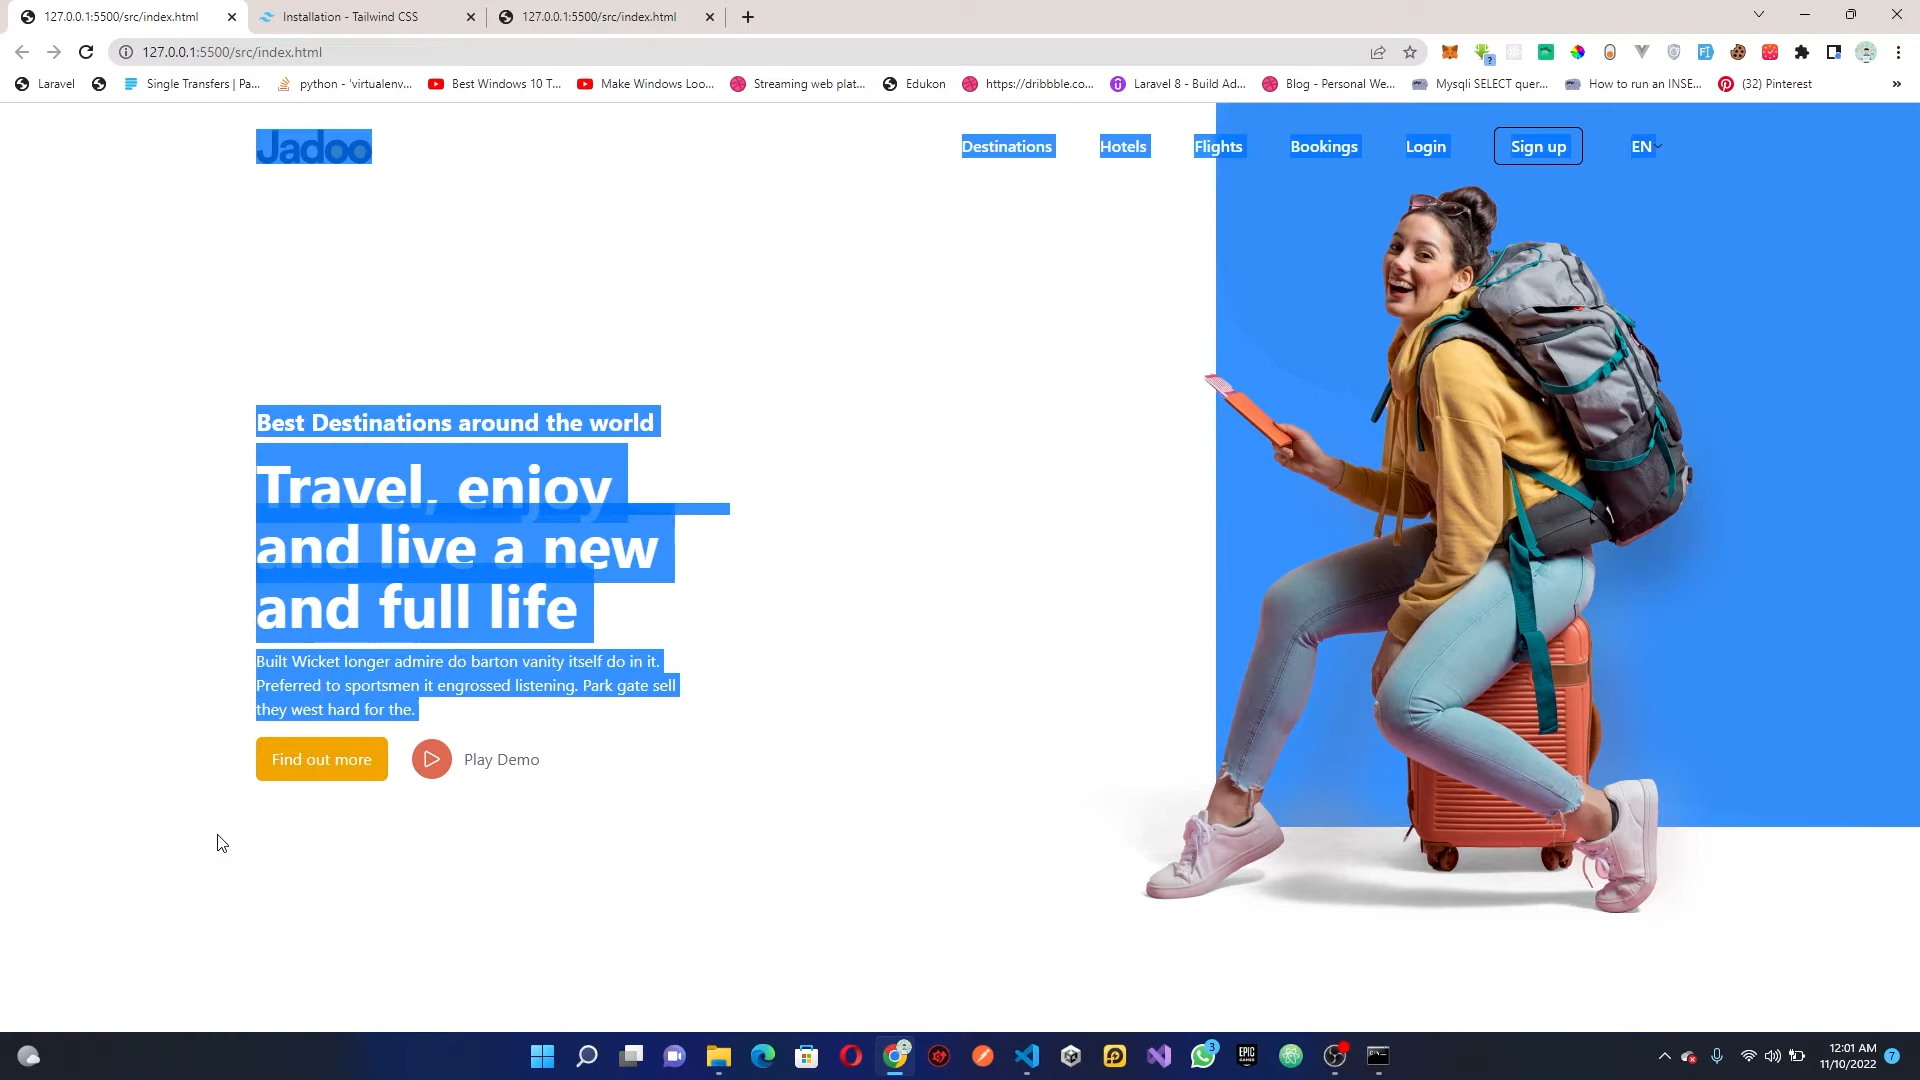 127.0.0.1:5500/src/index.html
Installation - Tailwind CSS
127.0.0.1:5500/src/index.html
127.0.0.1:5500/src/index.html
Laravel
Single Transfers | Pa...
python - 'virtualenv...
Best Windows 10 T...
Make Windows Loo...
Streaming web plat...
Edukon
https://dribbble.co...
Laravel 8 - Build Ad...
Blog - Personal We...
Mysqli SELECT quer...
How to run an INSE...
(32) Pinterest
»
Jadoo
Destinations
Hotels
Flights
Bookings
Login
Sign up
EN
Best Destinations around the world
Travel, enjoy
and live a new
and full life
Built Wicket longer admire do barton vanity itself do in it.
Preferred to sportsmen it engrossed listening. Park gate sell
they west hard for the.
Find out more
Play Demo
3
EPIC
GAMES
12:01 AM
11/10/2022
7